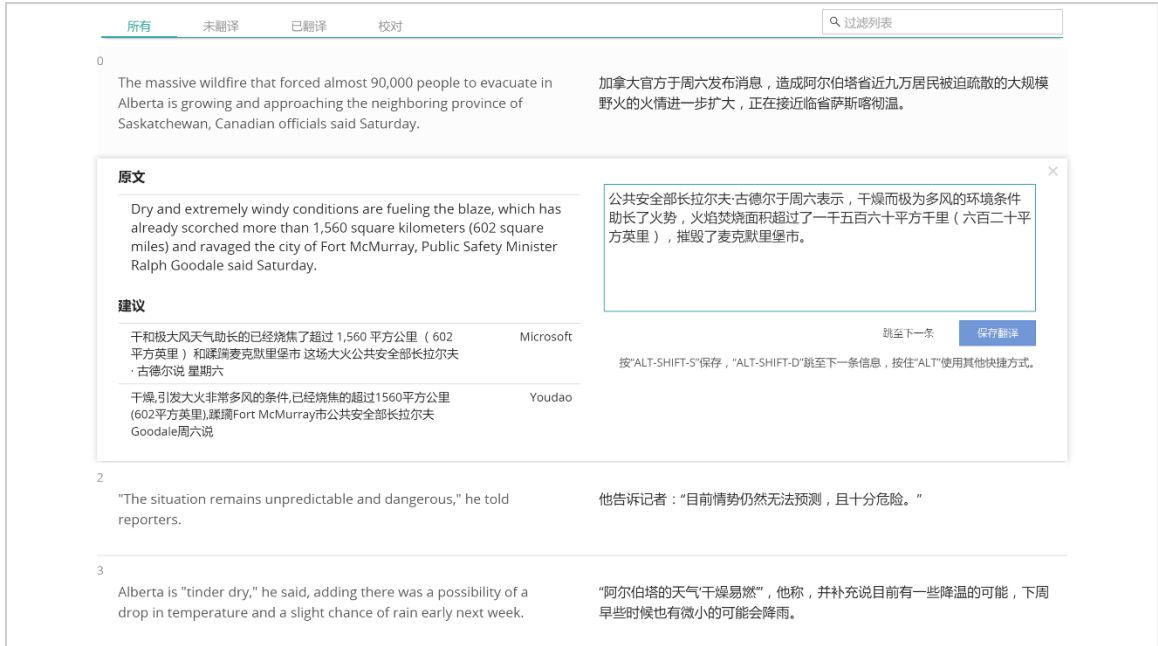 所有 未翻译 已翻译 校对 过滤列表
0
The massive wildfire that forced almost 90,000 people to evacuate in
Alberta is growing and approaching the neighboring province of
Saskatchewan, Canadian officials said Saturday.
加拿大官方于周六发布消息，造成阿尔伯塔省近九万居民被迫疏散的大规模
野火的火情进一步扩大，正在接近临省萨斯喀彻温。
原文
Dry and extremely windy conditions are fueling the blaze, which has
already scorched more than 1,560 square kilometers (602 square
miles) and ravaged the city of Fort McMurray, Public Safety Minister
Ralph Goodale said Saturday.
建议
干和极大风天气助长的已经烧焦了超过 1,560 平方公里 （ 602
平方英里 ） 和蹂躏麦克默里堡市 这场大火公共安全部长拉尔夫
· 古德尔说 星期六
Microsoft
干燥,引发大火非常多风的条件,已经烧焦的超过1560平方公里
(602平方英里),蹂躏Fort McMurray市公共安全部长拉尔夫
Goodale周六说
Youdao
公共安全部长拉尔夫·古德尔于周六表示，干燥而极为多风的环境条件
助长了火势，火焰焚烧面积超过了一千五百六十平方千里（六百二十平
方英里），摧毁了麦克默里堡市。
跳至下一条 保存翻译
按“ALT-SHIFT-S”保存，“ALT-SHIFT-D”跳至下一条信息，按住“ALT”使用其他快捷方式。
2
"The situation remains unpredictable and dangerous," he told
reporters.
他告诉记者：“目前情势仍然无法预测，且十分危险。”
3
Alberta is "tinder dry," he said, adding there was a possibility of a
drop in temperature and a slight chance of rain early next week.
“阿尔伯塔的天气‘干燥易燃’”，他称，并补充说目前有一些降温的可能，下周
早些时候也有微小的可能会降雨。